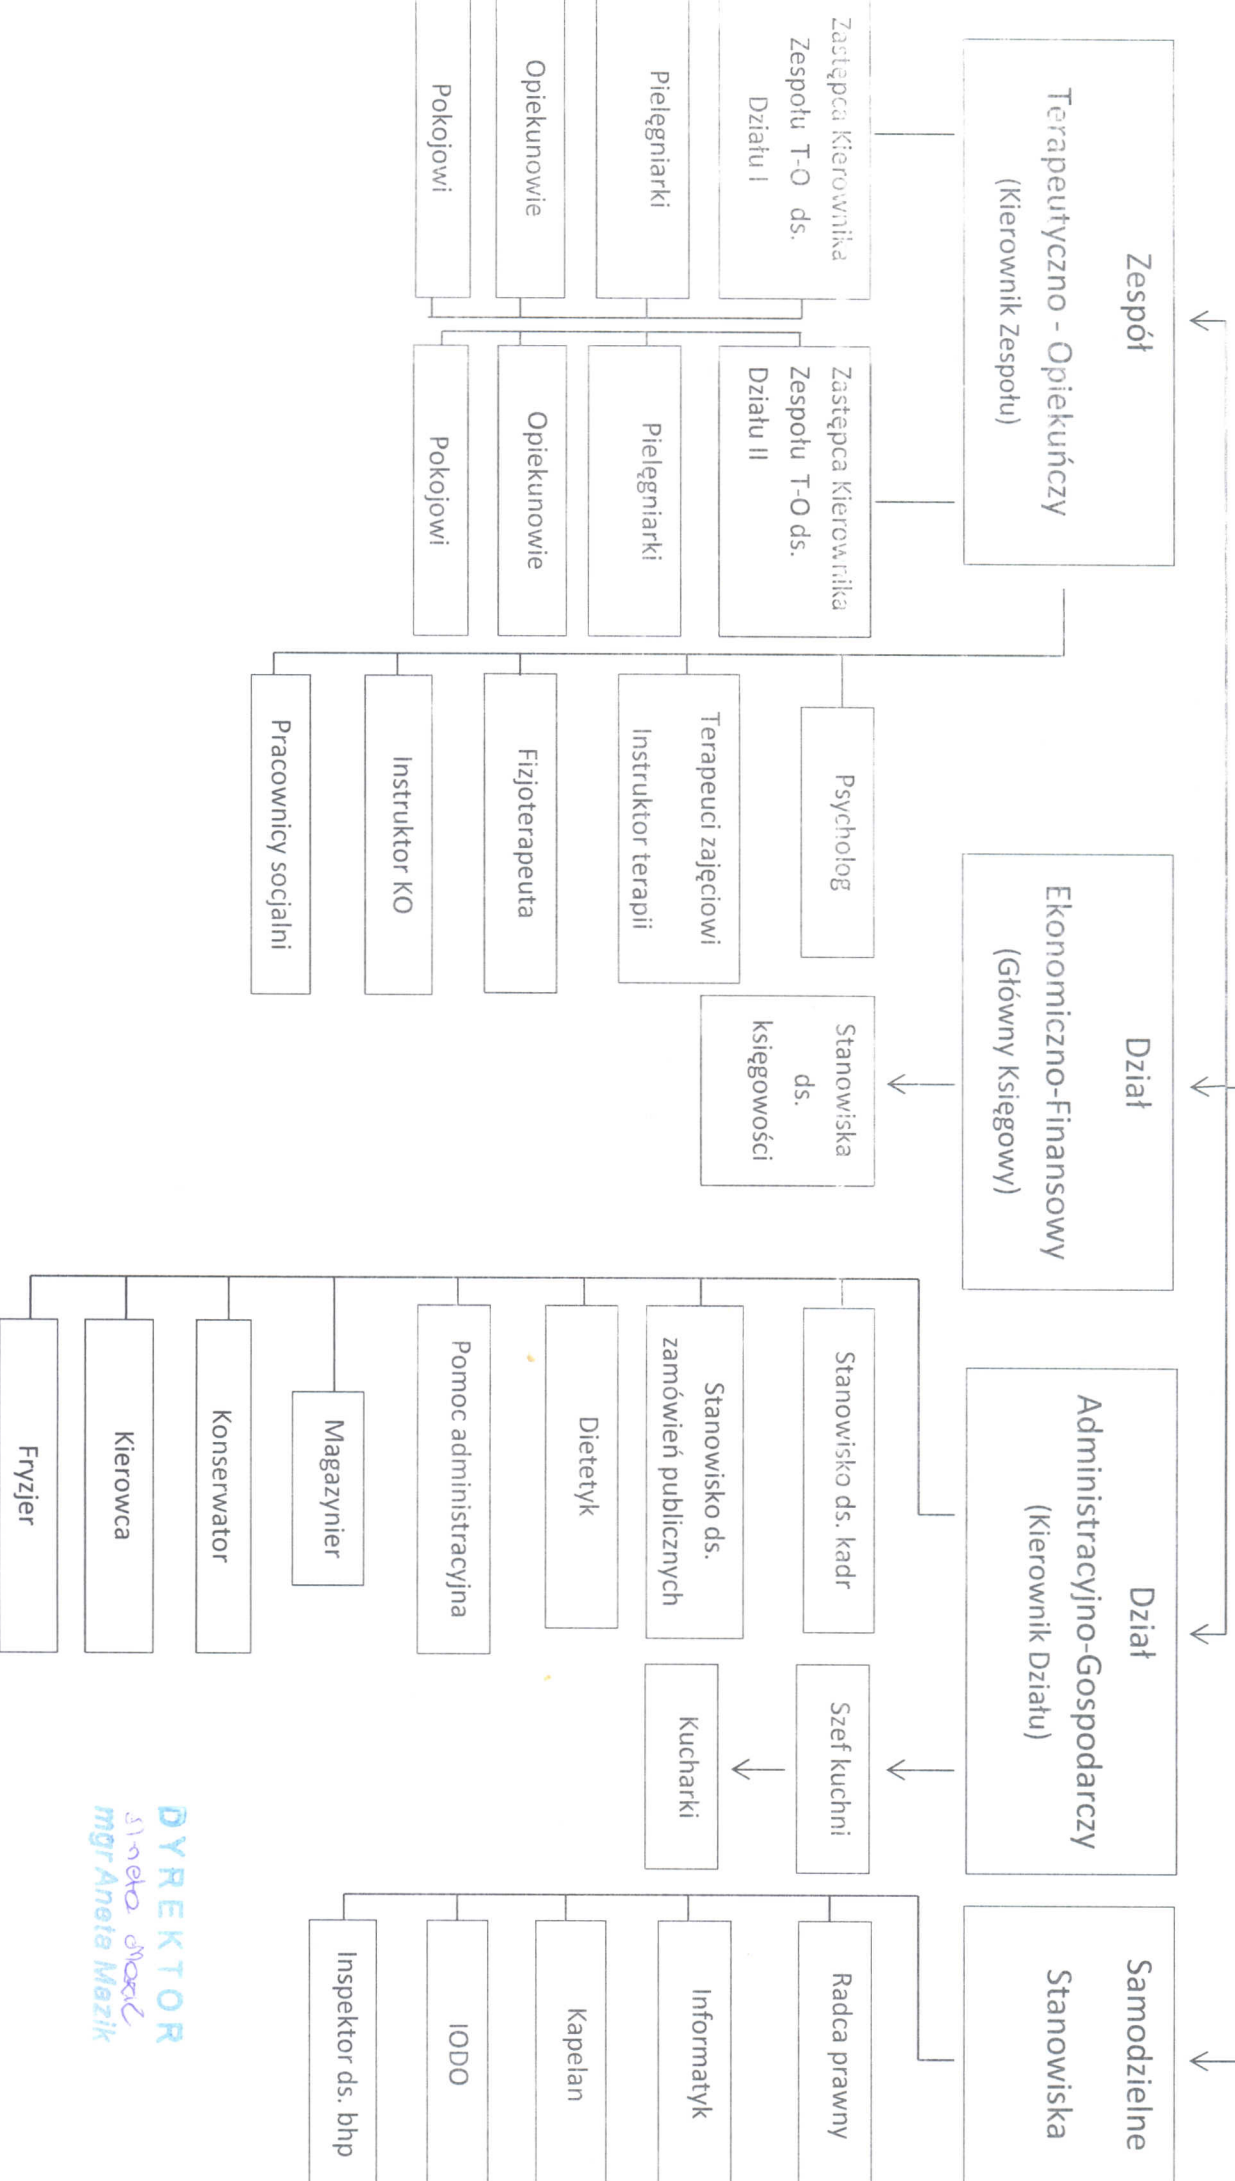 Zespół
Terapeutyczno - Opiekuńczy
(Kierownik Zespołu)
Zastępca Kierownika
Zespołu T-O ds.
Działu I
Pielęgniarki
Opiekunowie
Pokojowi
Zastępca Kierownika
Zespołu T-O ds.
Działu II
Pielęgniarki
Opiekunowie
Pokojowi
Psycholog
Terapeuci zajęciowi
Instruktor terapii
Fizjoterapeuta
Instruktor KO
Pracownicy socjalni
Dział
Ekonomiczno-Finansowy
(Główny Księgowy)
Stanowiska
ds.
księgowości
Dział
Administracyjno-Gospodarczy
(Kierownik Działu)
Stanowisko ds. kadr
Stanowisko ds.
zamówień publicznych
Dietetyk
Pomoc administracyjna
Magazynier
Konserwator
Kierowca
Fryzjer
Szef kuchni
Kucharki
Samodzielne
Stanowiska
Radca prawny
Informatyk
Kapelan
IODO
Inspektor ds. bhp
DYREKTOR
mgr Aneta Mazik